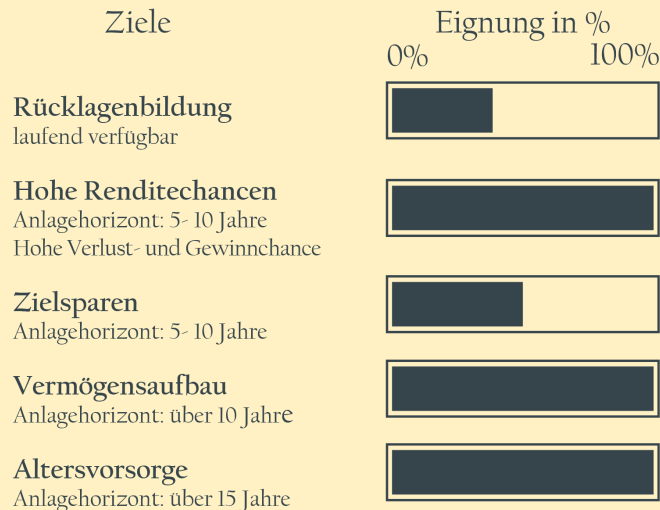 Ziele
Eignung in %
0%
100%
Rücklagenbildung
laufend verfügbar
Hohe Renditechancen
Anlagehorizont: 5- 10 Jahre
Hohe Verlust- und Gewinnchance
Zielsparen
Anlagehorizont: 5- 10 Jahre
Vermögensaufbau
Anlagehorizont: über 10 Jahre
Altersvorsorge
Anlagehorizont: über 15 Jahre